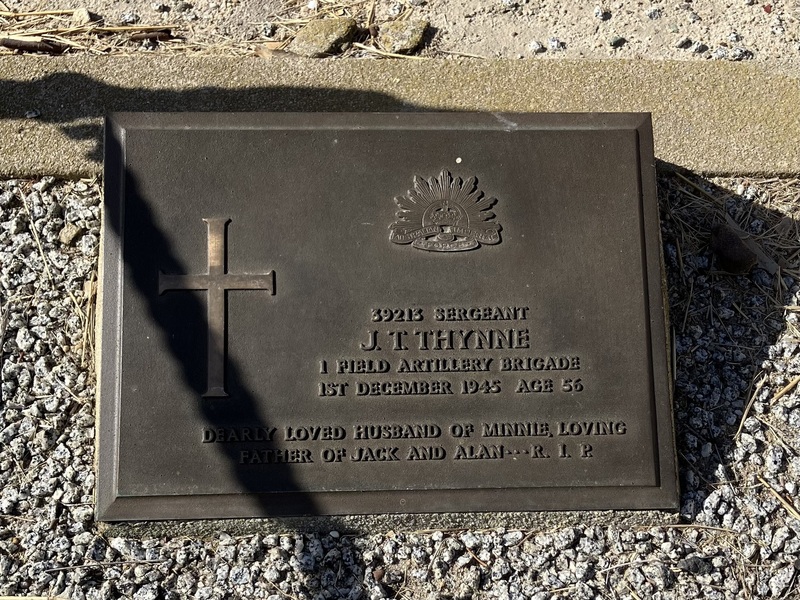 39213 SERGEANT
J. T. THYNNE
1 FIELD ARTILLERY BRIGADE
1ST DECEMBER 1945 AGE 56
DEARLY LOVED HUSBAND OF MINNIE, LOVING
FATHER OF JACK AND ALAN---R. I. P.